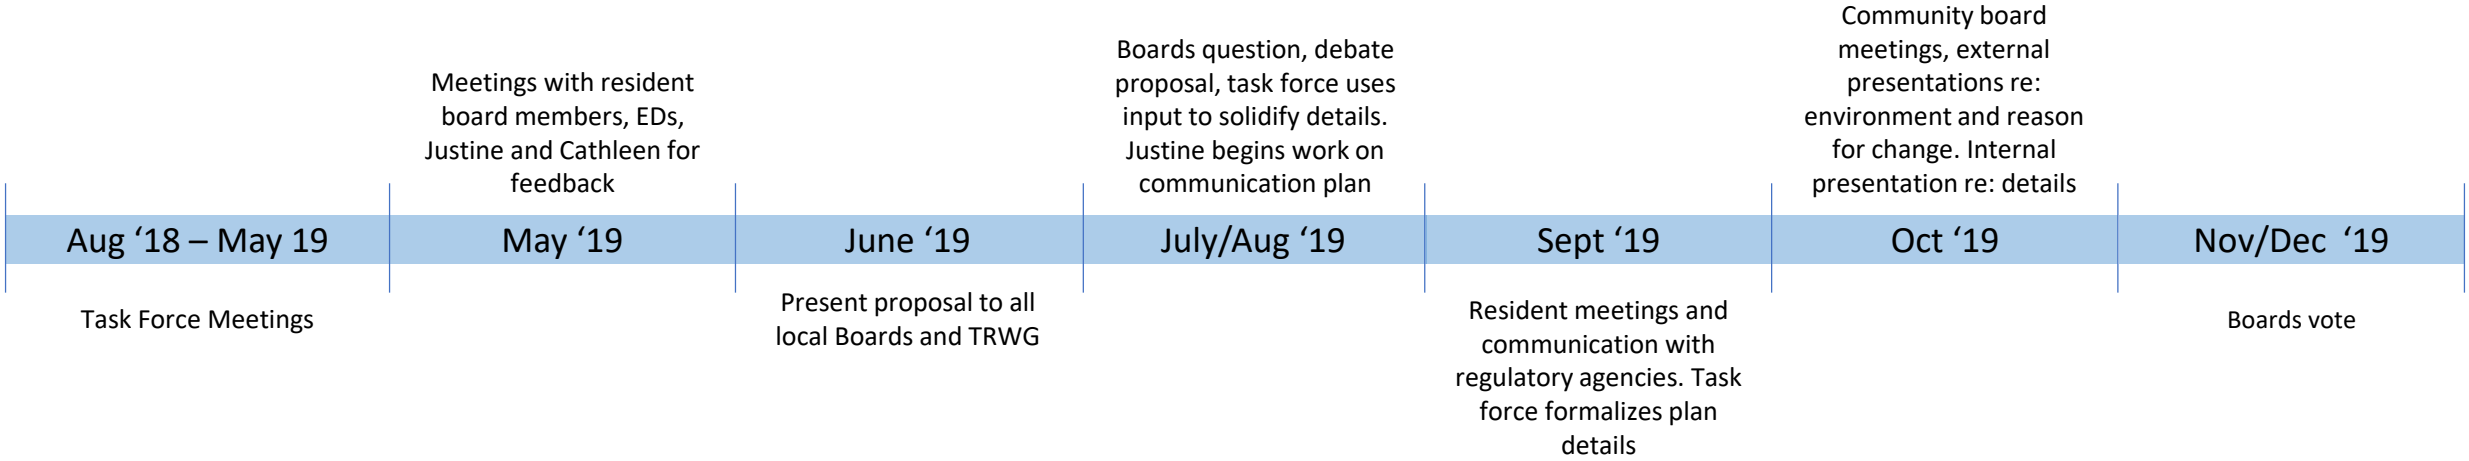 Aug ‘18 – May 19
Task Force Meetings
Meetings with resident
board members, EDs,
Justine and Cathleen for
feedback
May ‘19
June ‘19
Present proposal to all
local Boards and TRWG
Boards question, debate
proposal, task force uses
input to solidify details.
Justine begins work on
communication plan
July/Aug ‘19
Sept ‘19
Resident meetings and
communication with
regulatory agencies. Task
force formalizes plan
details
Community board
meetings, external
presentations re:
environment and reason
for change. Internal
presentation re: details
Oct ‘19
Nov/Dec ‘19
Boards vote